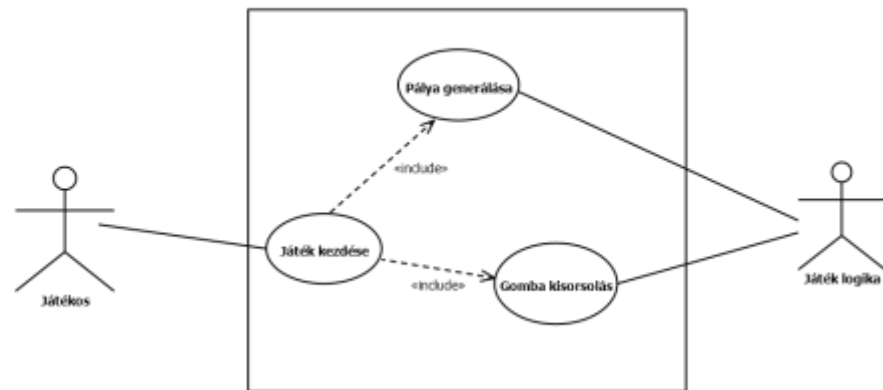 Pálya generálása
«include»
Játék kezdése
«include»
Gomba kisorsolás
Játékos
Játék logika